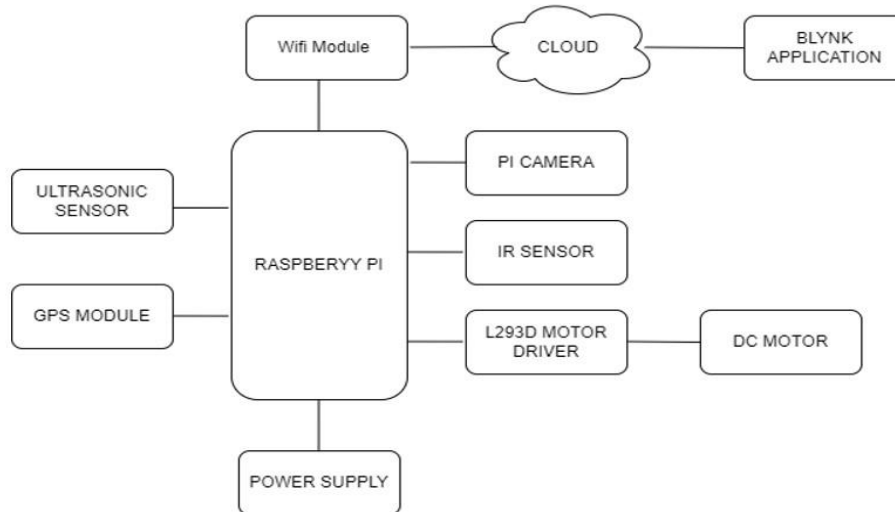 Wifi Module
CLOUD
BLYNK
APPLICATION
ULTRASONIC
SENSOR
PI CAMERA
RASPBERYY PI
IR SENSOR
GPS MODULE
L293D MOTOR
DRIVER
DC MOTOR
POWER SUPPLY